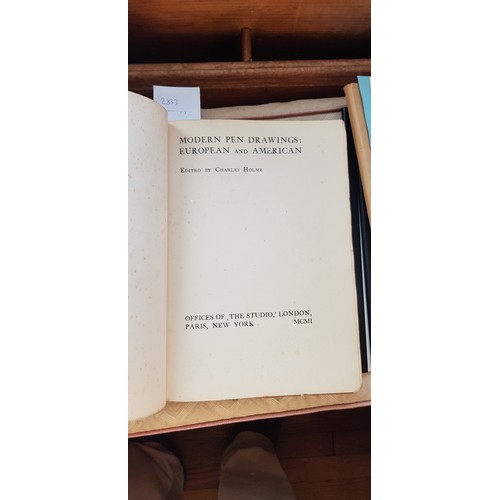 MODERN PEN DRAWINGS:
EUROPEAN AND AMERICAN
EDITED BY CHARLES HOLME
OFFICES OF 'THE STUDIO,' LONDON,
PARIS, NEW YORK MCMI